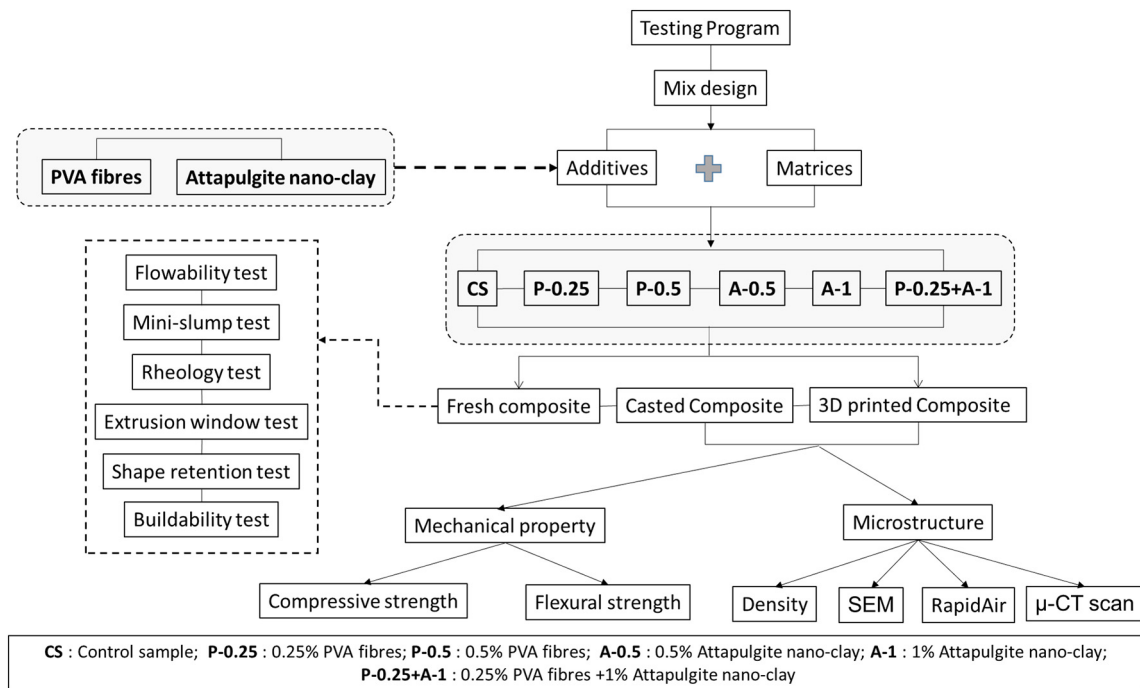 Testing Program
Mix design
PVA fibres
Attapulgite nano-clay
Additives
Matrices
CS
P-0.25
P-0.5
A-0.5
A-1
P-0.25+A-1
Flowability test
Mini-slump test
Rheology test
Extrusion window test
Shape retention test
Buildability test
Fresh composite
Casted Composite
3D printed Composite
Mechanical property
Microstructure
Compressive strength
Flexural strength
Density
SEM
RapidAir
μ-CT scan
CS : Control sample; P-0.25 : 0.25% PVA fibres; P-0.5 : 0.5% PVA fibres; A-0.5 : 0.5% Attapulgite nano-clay; A-1 : 1% Attapulgite nano-clay;
P-0.25+A-1 : 0.25% PVA fibres +1% Attapulgite nano-clay